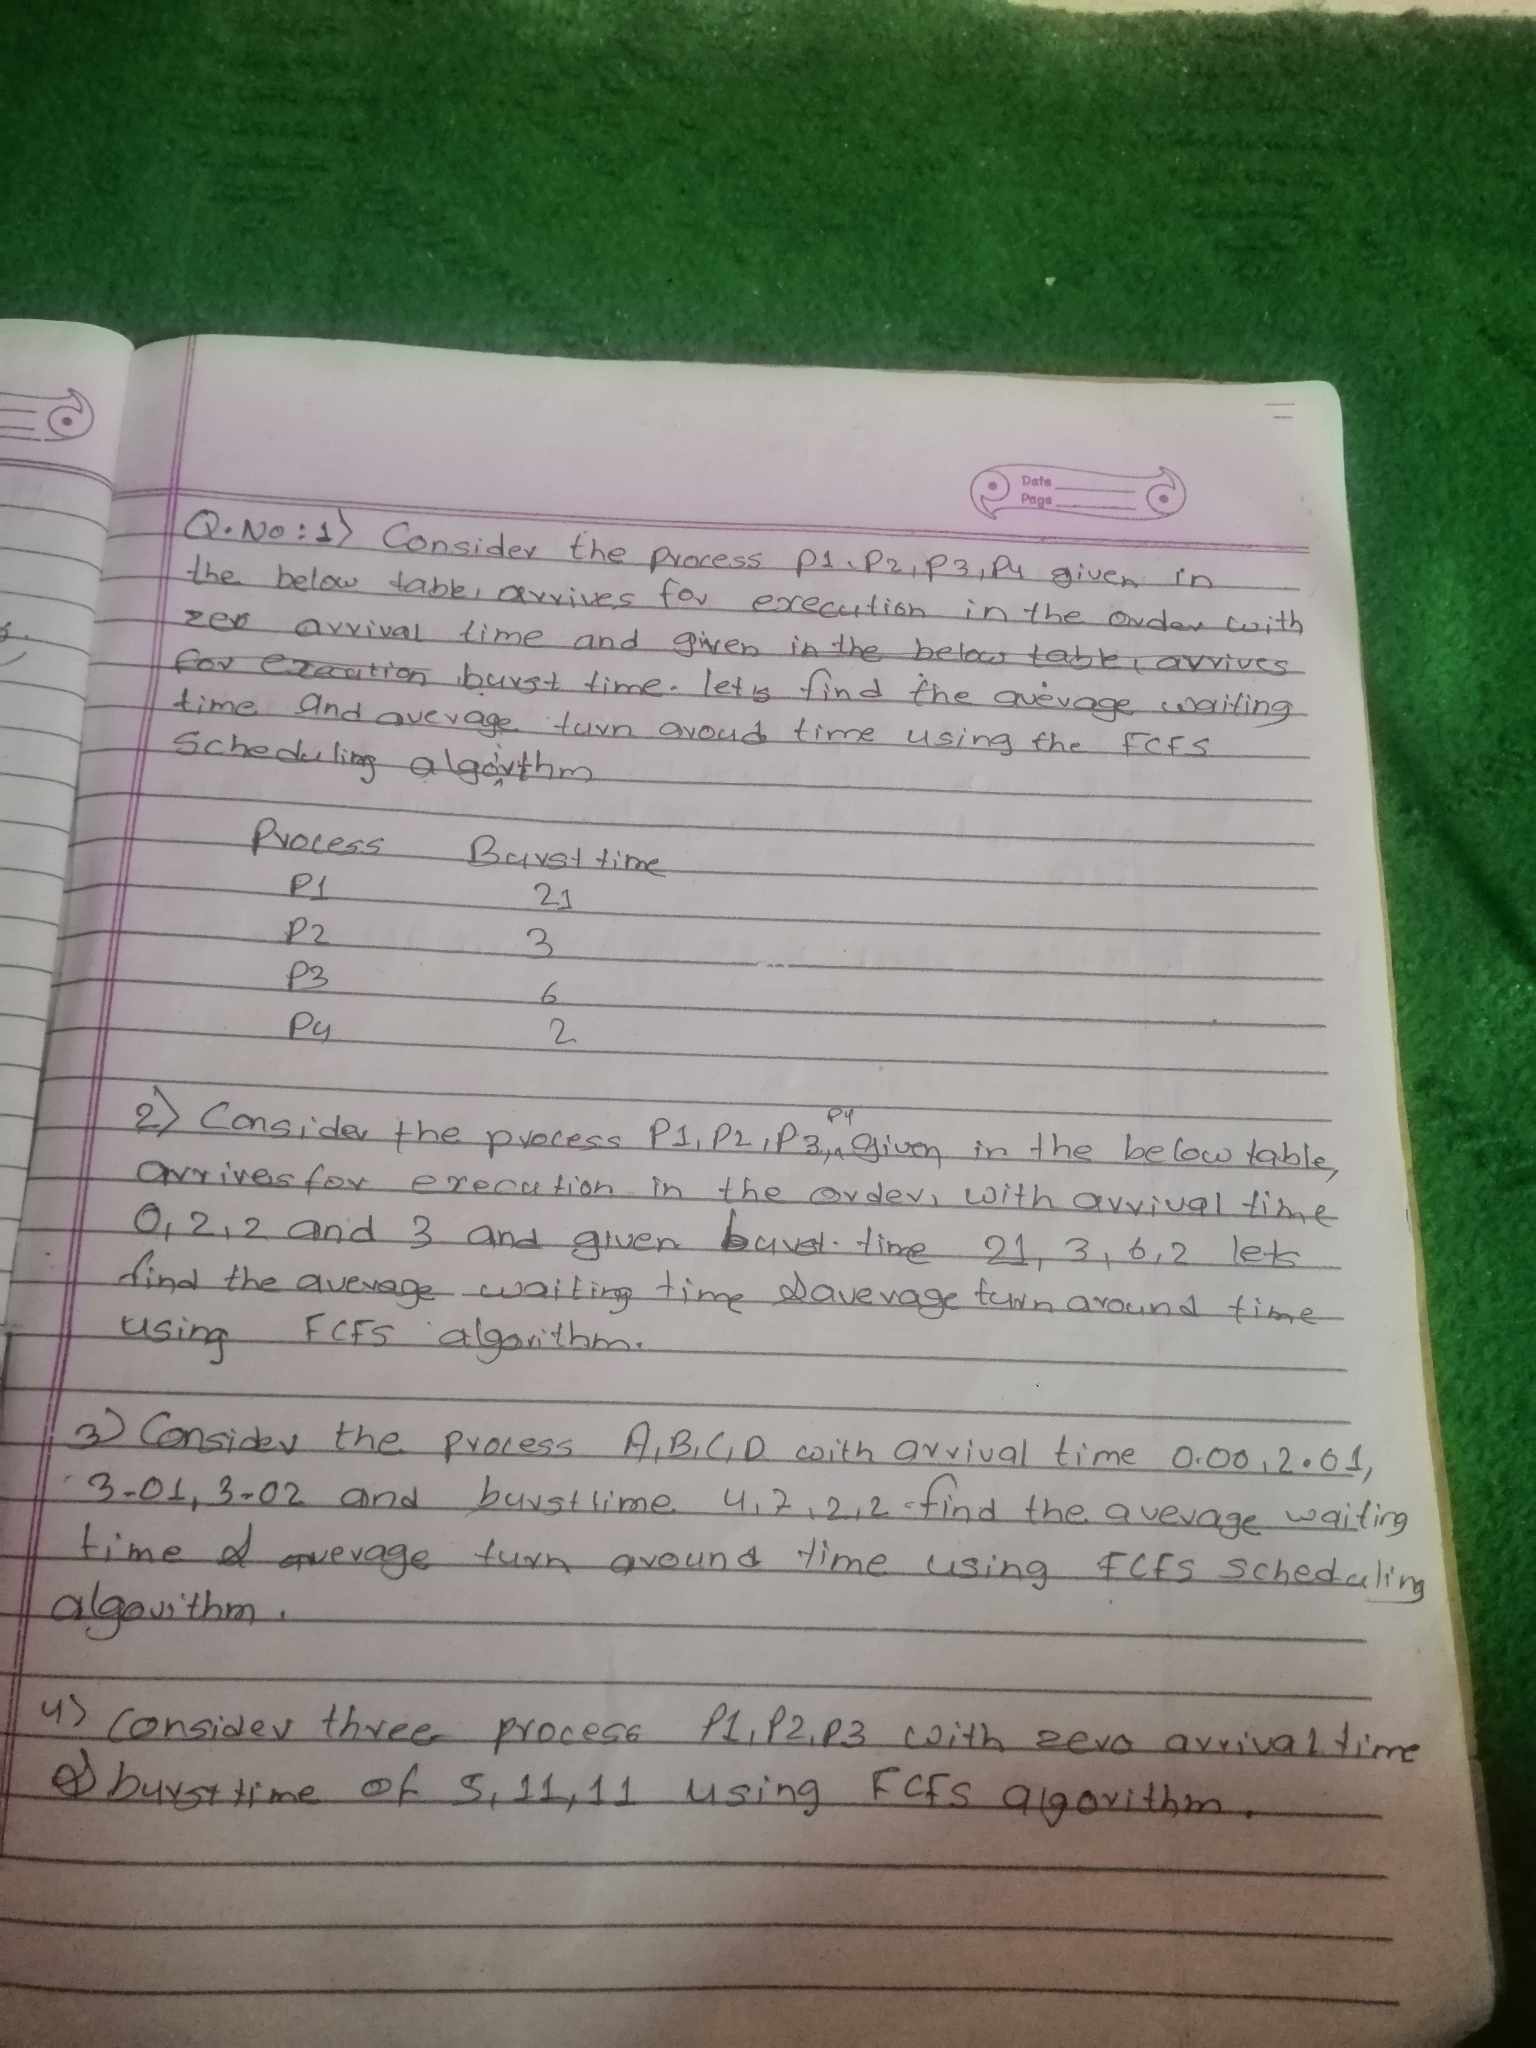 Date
Page
Q.No:1) Consider the process P1, P2, P3, P4 given in
the below table, arrives for execution in the order with
zero arrival time and given in the below table, arrives
for execution burst time. lets find the average waiting
time and average turn aroud time using the FCFS
Scheduling algorithm
Process Burst time
P1 21
P2 3
P3 6
P4 2
P4
2) Consider the process P1, P2, P3, given in the below table,
arrives for execution in the order, with arrival time
0, 2, 2 and 3 and given burst time 21, 3, 6, 2 lets
find the average waiting time & average turn around time
using FCFS algorithm.
3) Consider the process A, B, C, D with arrival time 0.00, 2.01,
3.01, 3.02 and burst time 4, 7, 2, 2 find the average waiting
time & average turn around time using FCFS scheduling
algorithm.
4) Consider three process P1, P2, P3 with zero arrival time
& burst time of 5, 11, 11 using FCFS algorithm.